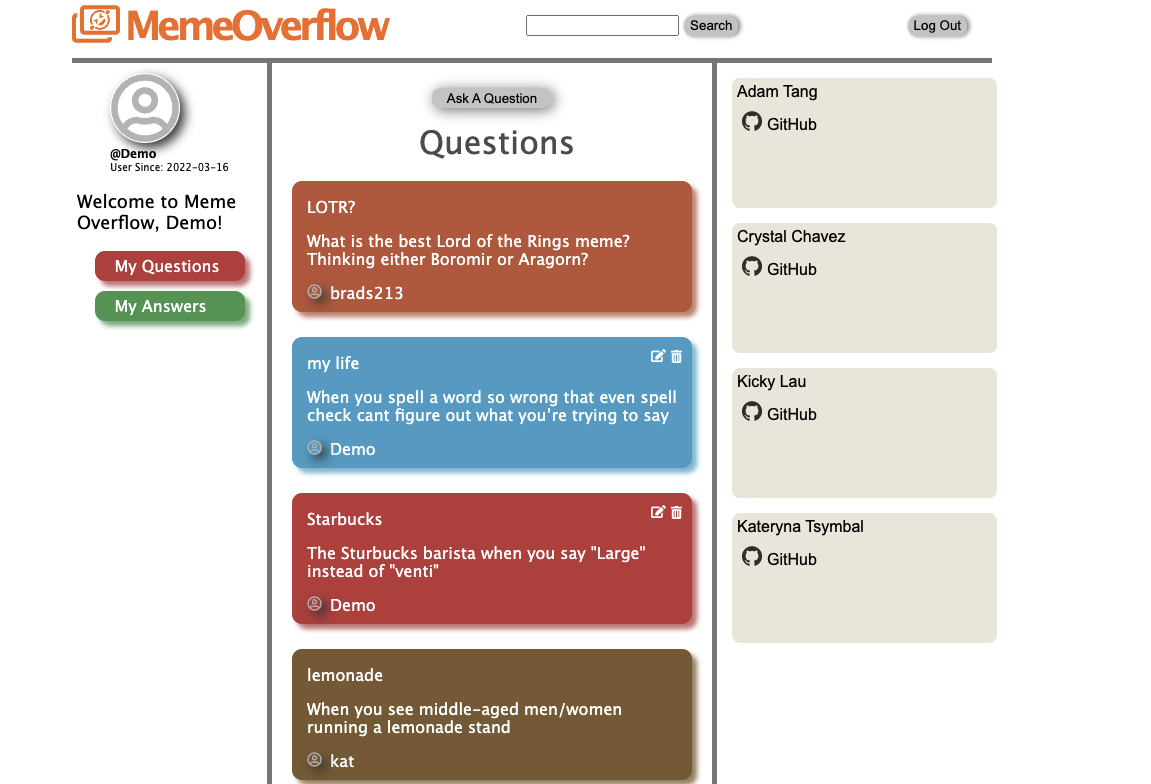 MemeOverflow
Search
Log Out
@Demo
User Since: 2022-03-16
Welcome to Meme
Overflow, Demo!
My Questions
My Answers
Ask A Question
Questions
LOTR?
What is the best Lord of the Rings meme?
Thinking either Boromir or Aragorn?
brads213
my life
When you spell a word so wrong that even spell
check cant figure out what you’re trying to say
Demo
Starbucks
The Sturbucks barista when you say "Large"
instead of "venti"
Demo
lemonade
When you see middle-aged men/women
running a lemonade stand
kat
Adam Tang
GitHub
Crystal Chavez
GitHub
Kicky Lau
GitHub
Kateryna Tsymbal
GitHub